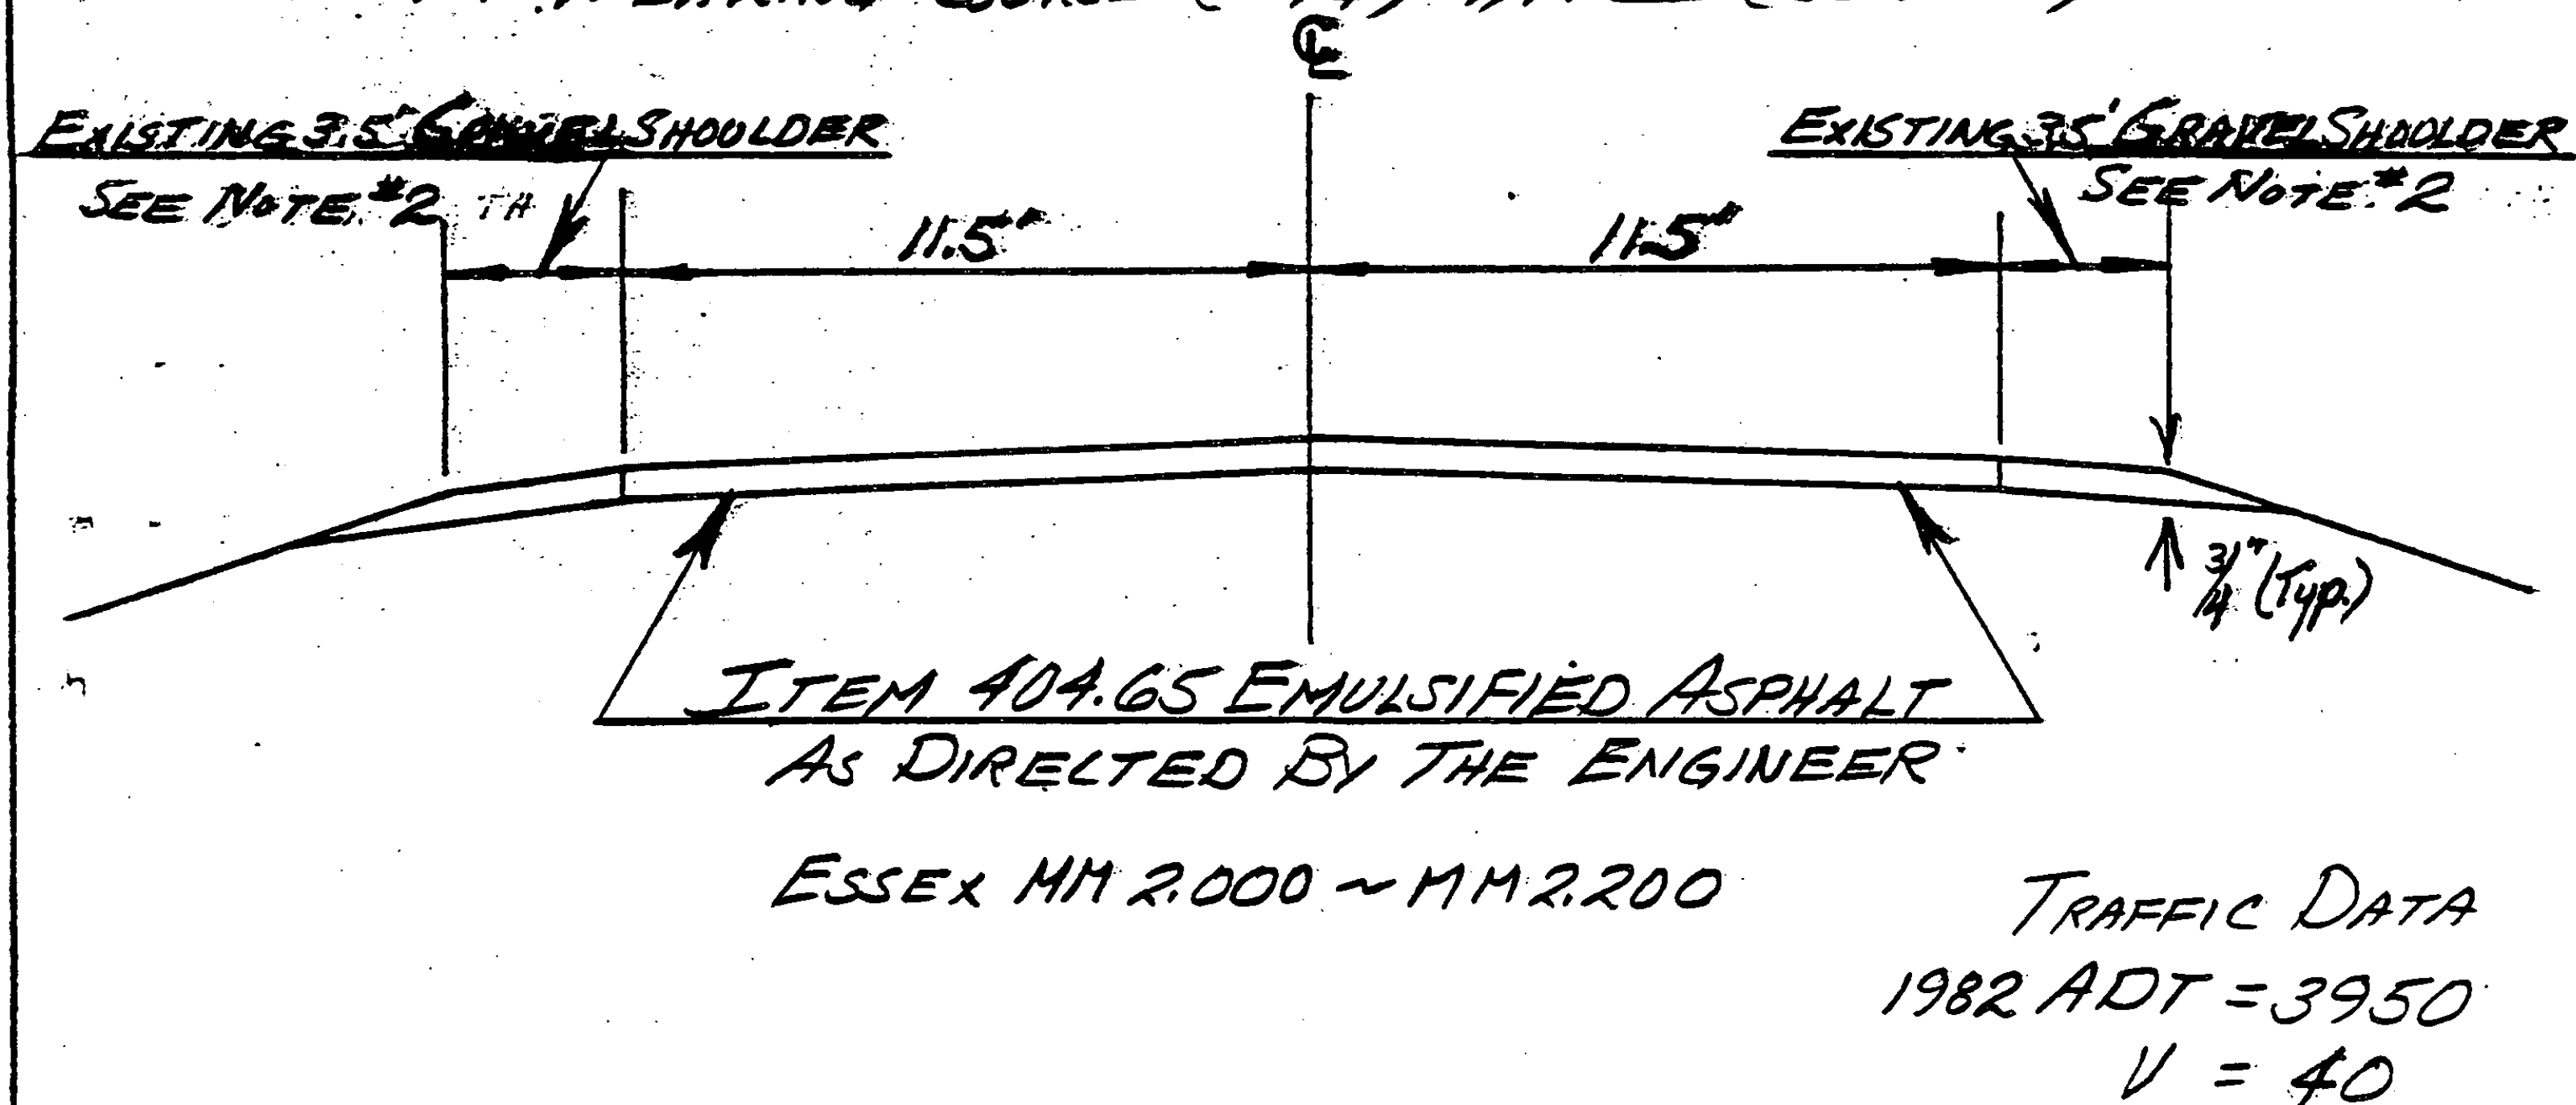 COURSE
℄
EXISTING 3.5' GRAVEL SHOULDER
EXISTING 3.5' GRAVEL SHOULDER
SEE NOTE #2
SEE NOTE #2
11.5'
11.5'
3/4" (Typ.)
ITEM 404.65 EMULSIFIED ASPHALT
AS DIRECTED BY THE ENGINEER
ESSEX MM 2.000 ~ MM 2.200
TRAFFIC DATA
1982 ADT = 3950
V = 40